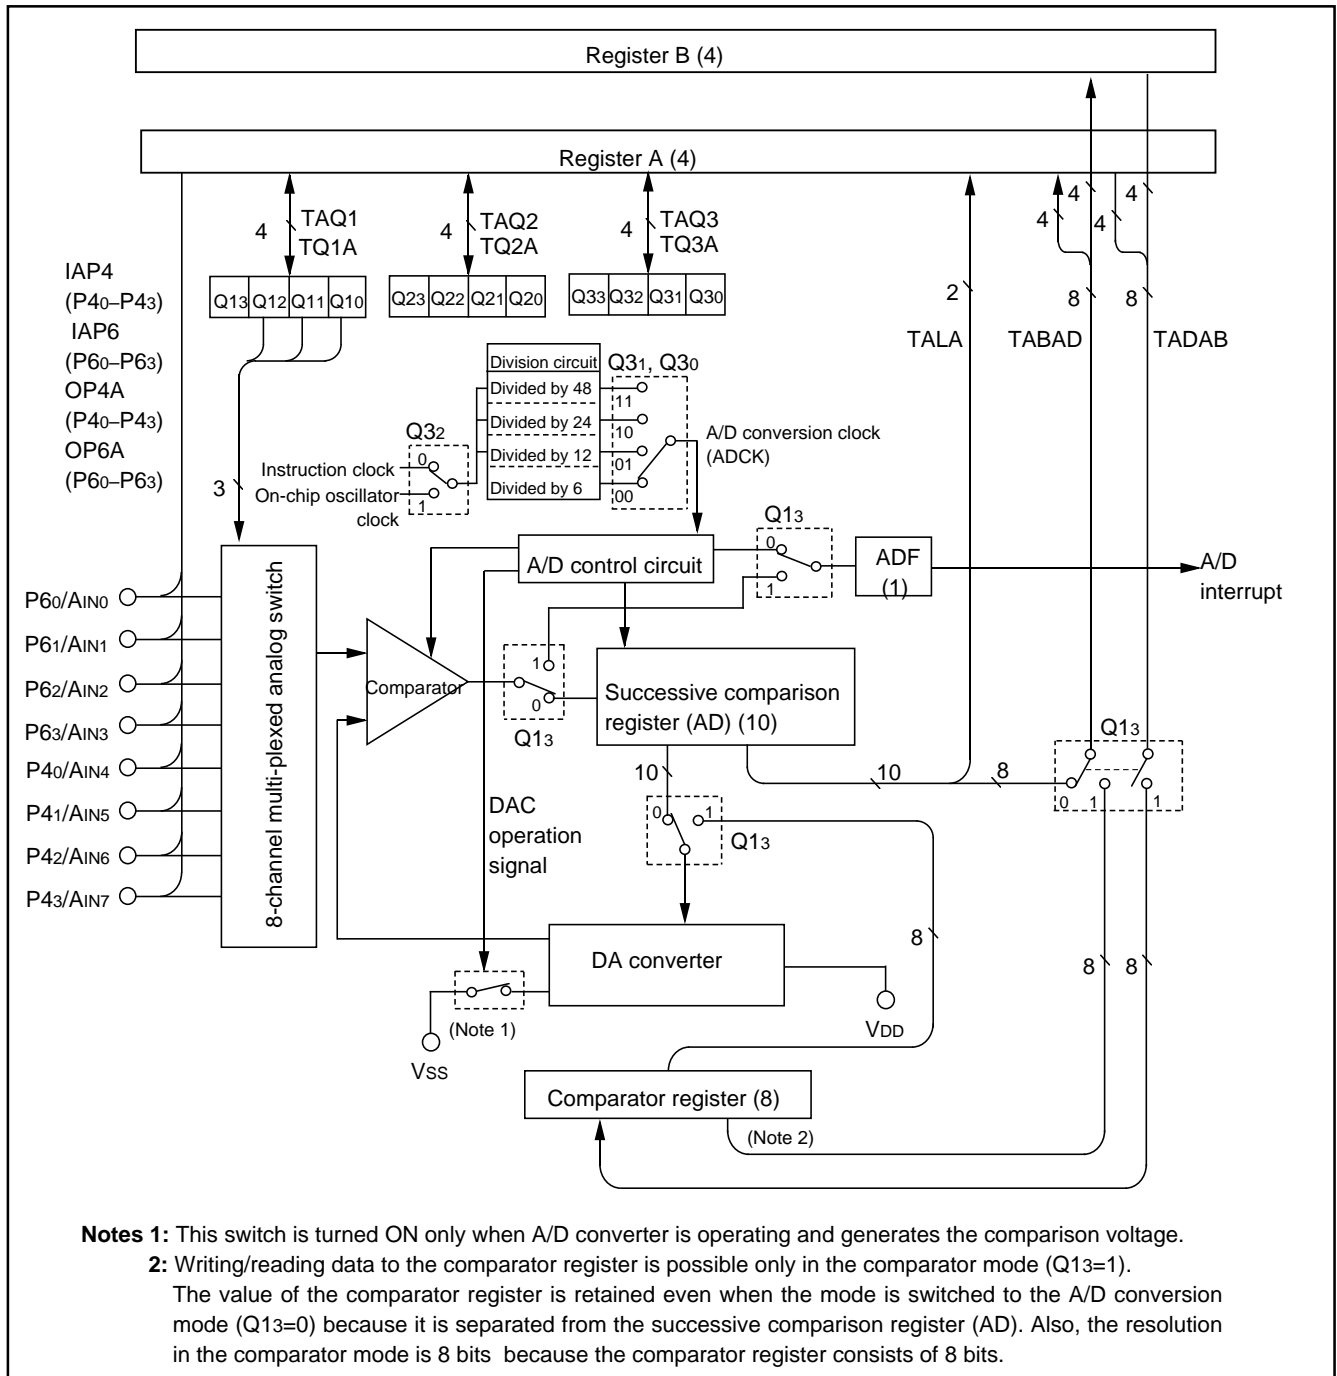 Register B (4)
Register A (4)
4
TAQ1
TQ1A
4
TAQ2
TQ2A
4
TAQ3
TQ3A
4
4
4
4
IAP4
(P40–P43)
IAP6
(P60–P63)
OP4A
(P40–P43)
OP6A
(P60–P63)
Q13 Q12 Q11 Q10
Q23 Q22 Q21 Q20
Q33 Q32 Q31 Q30
2
8
8
TALA
TABAD
TADAB
Division circuit
Divided by 48
Divided by 24
Divided by 12
Divided by 6
Q31, Q30
11
10
01
00
A/D conversion clock
(ADCK)
Q32
0
1
Instruction clock
On-chip oscillator
clock
3
Q13
0
1
A/D control circuit
ADF
(1)
A/D
interrupt
P60/AIN0
P61/AIN1
P62/AIN2
P63/AIN3
P40/AIN4
P41/AIN5
P42/AIN6
P43/AIN7
8-channel multi-plexed analog switch
Comparator
1
0
Q13
Successive comparison
register (AD) (10)
10
10
8
Q13
0
1
1
DAC
operation
signal
0
1
Q13
8
8
8
DA converter
(Note 1)
VSS
VDD
Comparator register (8)
(Note 2)
Notes 1: This switch is turned ON only when A/D converter is operating and generates the comparison voltage.
2: Writing/reading data to the comparator register is possible only in the comparator mode (Q13=1).
The value of the comparator register is retained even when the mode is switched to the A/D conversion
mode (Q13=0) because it is separated from the successive comparison register (AD). Also, the resolution
in the comparator mode is 8 bits because the comparator register consists of 8 bits.